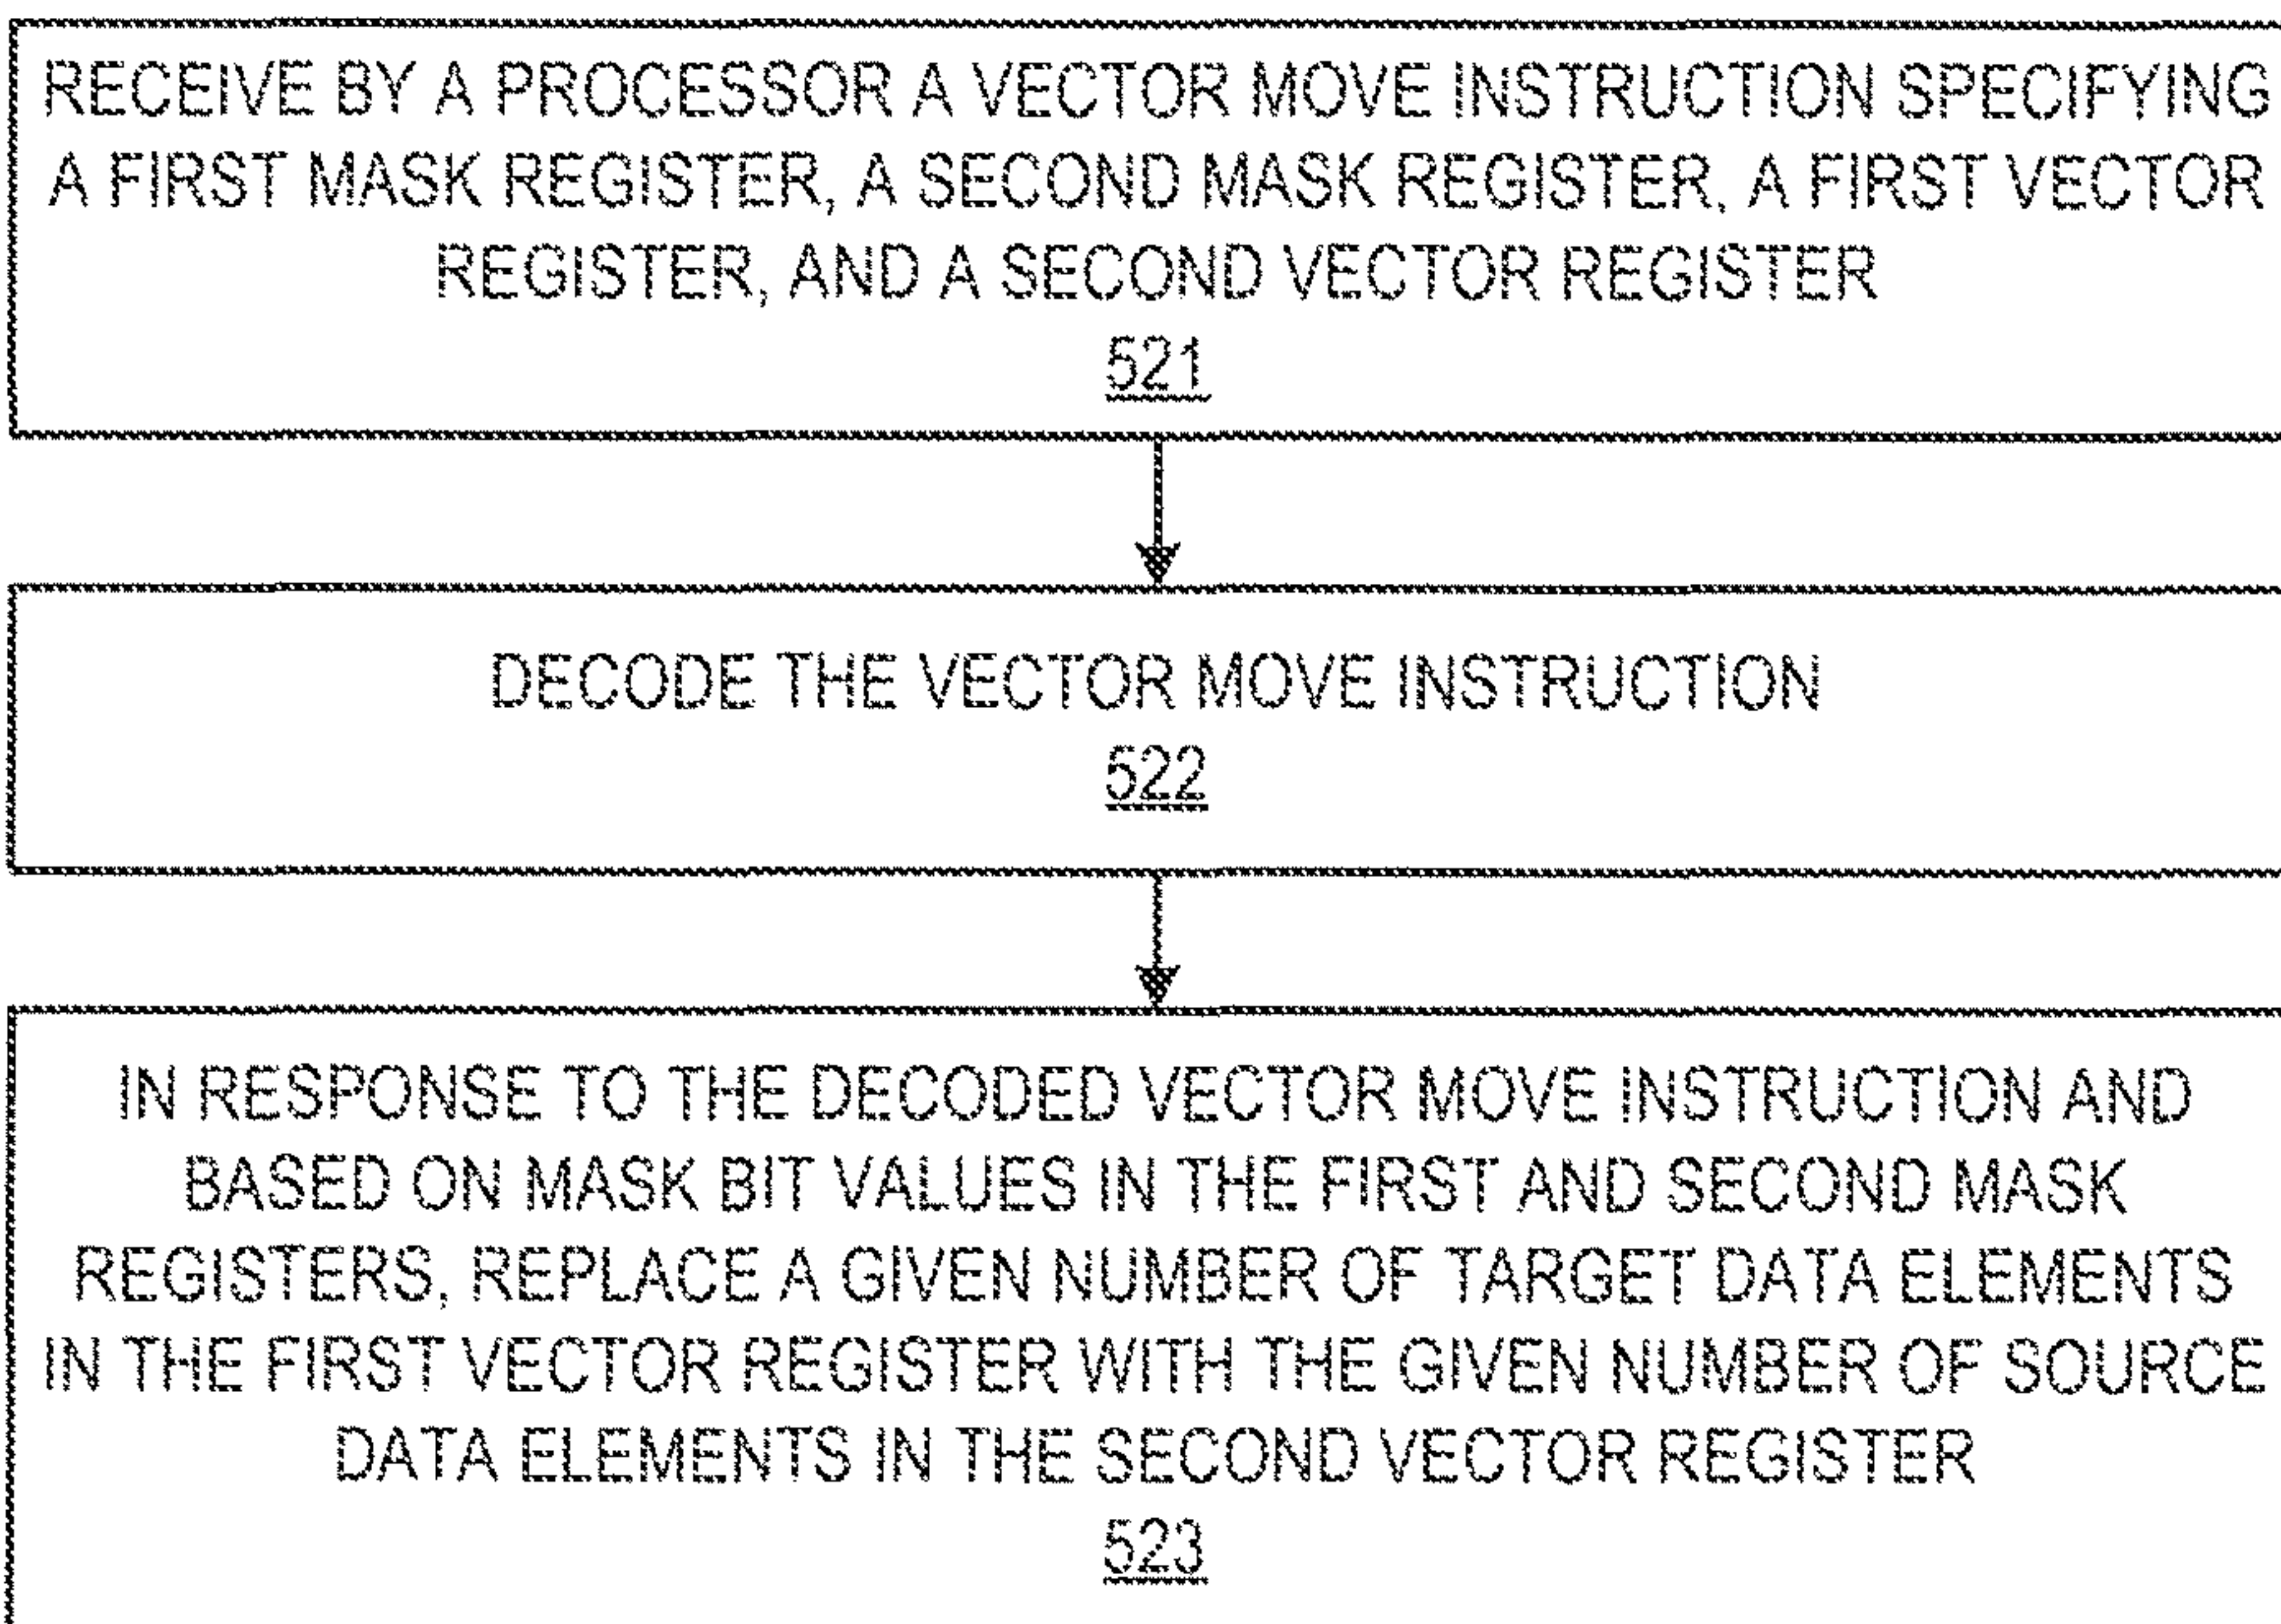 RECEIVE BY A PROCESSOR A VECTOR MOVE INSTRUCTION SPECIFYING
A FIRST MASK REGISTER, A SECOND MASK REGISTER, A FIRST VECTOR
REGISTER, AND A SECOND VECTOR REGISTER
521
DECODE THE VECTOR MOVE INSTRUCTION
522
IN RESPONSE TO THE DECODED VECTOR MOVE INSTRUCTION AND
BASED ON MASK BIT VALUES IN THE FIRST AND SECOND MASK
REGISTERS, REPLACE A GIVEN NUMBER OF TARGET DATA ELEMENTS
IN THE FIRST VECTOR REGISTER WITH THE GIVEN NUMBER OF SOURCE
DATA ELEMENTS IN THE SECOND VECTOR REGISTER
523